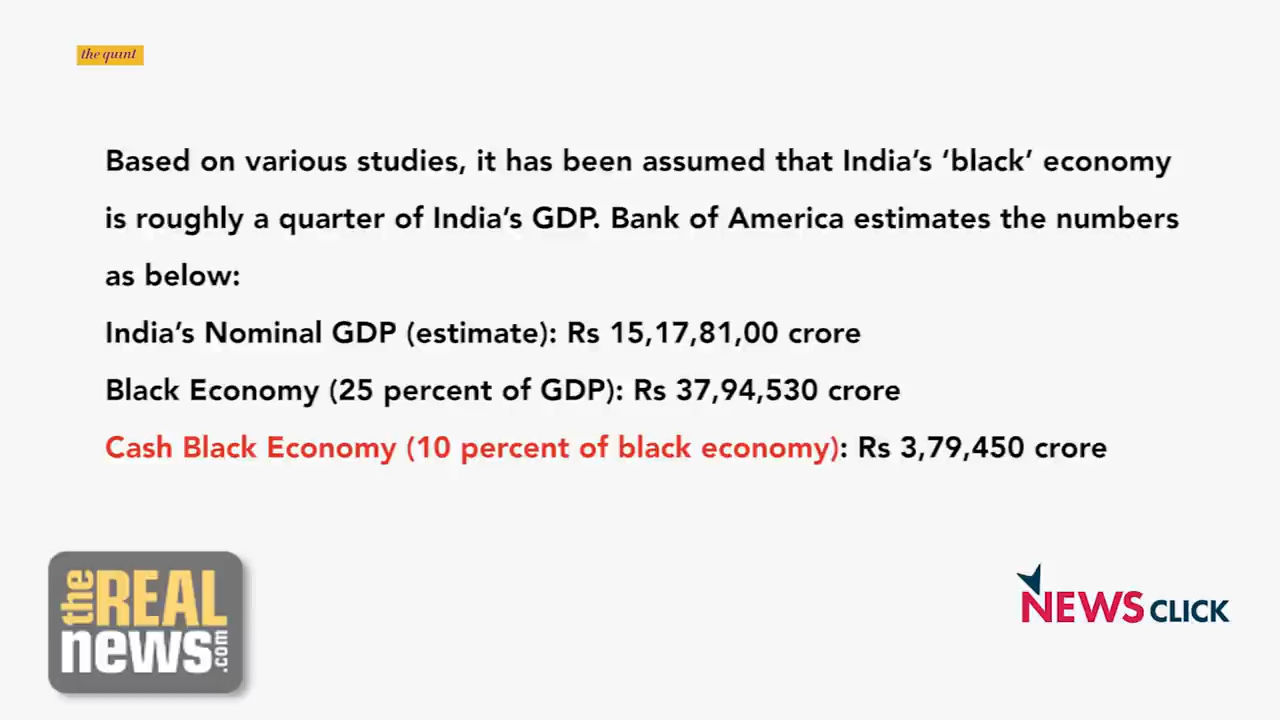 the quint
Based on various studies, it has been assumed that India’s ‘black’ economy
is roughly a quarter of India’s GDP. Bank of America estimates the numbers
as below:
India’s Nominal GDP (estimate): Rs 15,17,81,00 crore
Black Economy (25 percent of GDP): Rs 37,94,530 crore
Cash Black Economy (10 percent of black economy): Rs 3,79,450 crore
the REAL
news.com
NEWSCLICK